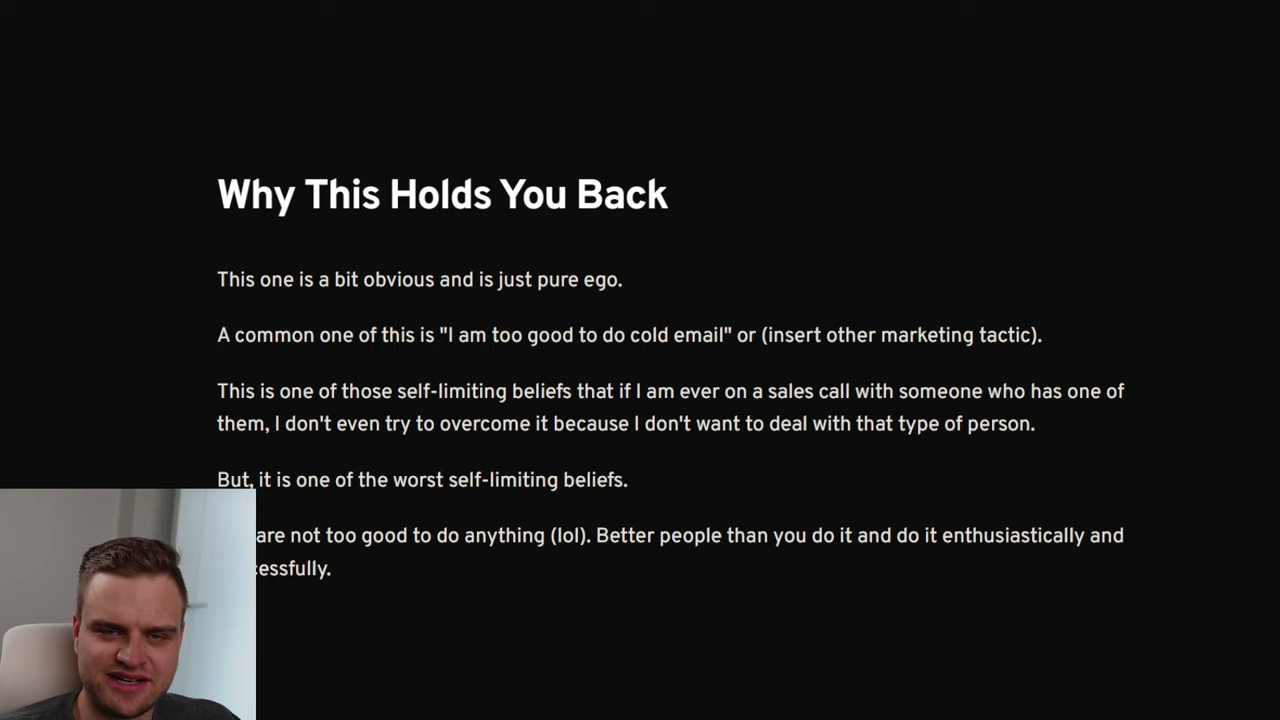 Why This Holds You Back
This one is a bit obvious and is just pure ego.
A common one of this is "I am too good to do cold email" or (insert other marketing tactic).
This is one of those self-limiting beliefs that if I am ever on a sales call with someone who has one of
them, I don't even try to overcome it because I don't want to deal with that type of person.
But, it is one of the worst self-limiting beliefs.
are not too good to do anything (lol). Better people than you do it and do it enthusiastically and
cessfully.